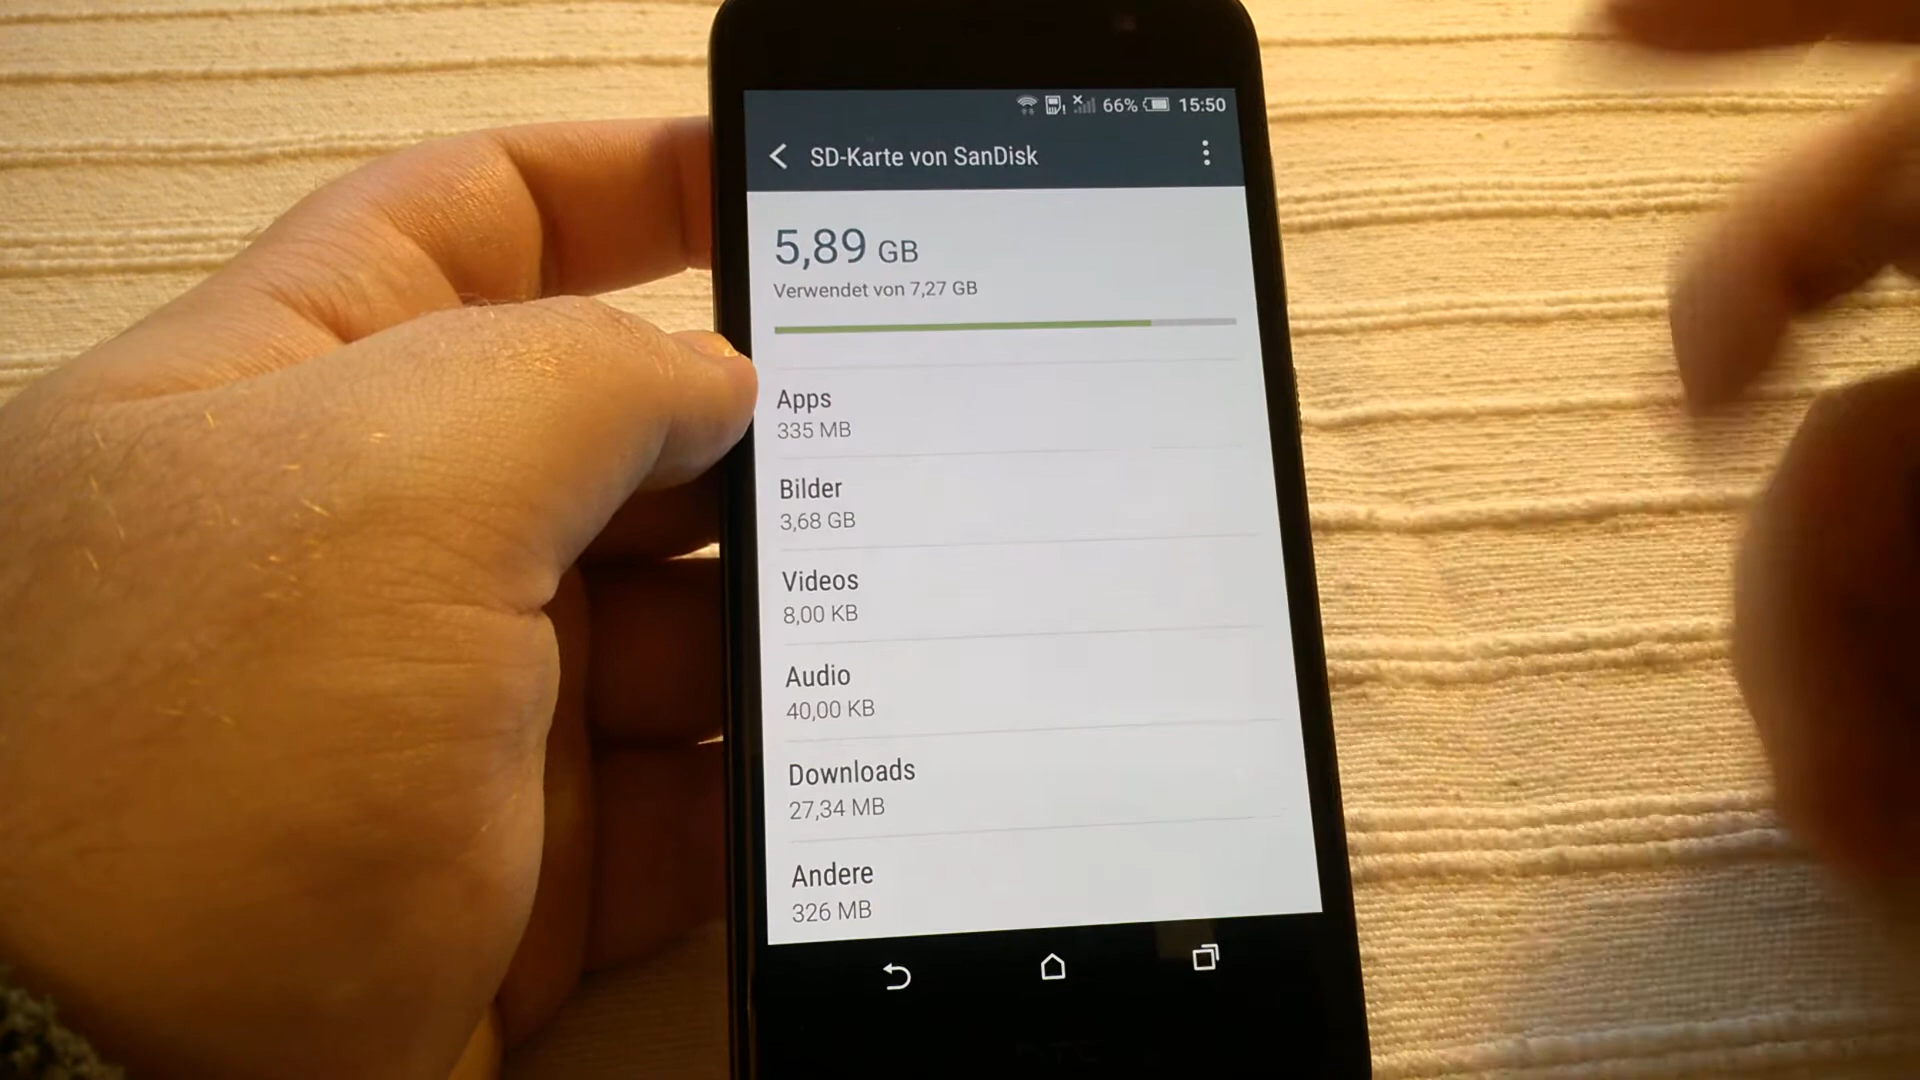 66% 15:50
SD-Karte von SanDisk
5,89 GB
Verwendet von 7,27 GB
Apps
335 MB
Bilder
3,68 GB
Videos
8,00 KB
Audio
40,00 KB
Downloads
27,34 MB
Andere
326 MB